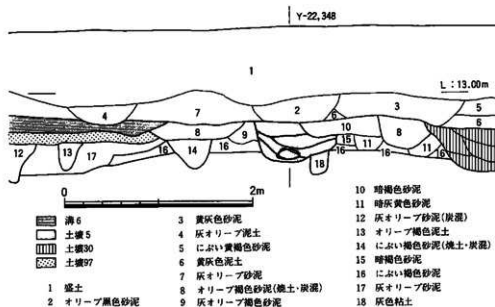 Y-22,348
L:13.00m
1
4
7
2
6
3
5
6
8
9
10
8
12
13
17
16
14
16
15
11
16
11
16
18
16
0
2m
溝6
土壙5
土壙30
土壙97
1 盛土
2 オリーブ黒色砂泥
3 黄灰色砂泥
4 灰オリーブ泥土
5 にぶい黄褐色砂泥
6 黄灰色泥土
7 灰オリーブ砂泥
8 オリーブ褐色砂泥(焼土・炭混)
9 灰オリーブ褐色砂泥
10 暗褐色砂泥
11 暗灰黄色砂泥
12 灰オリーブ砂泥(炭混)
13 オリーブ褐色泥土
14 にぶい褐色砂泥(焼土・炭混)
15 暗褐色砂泥
16 にぶい褐色砂泥
17 灰オリーブ砂泥
18 灰色粘土